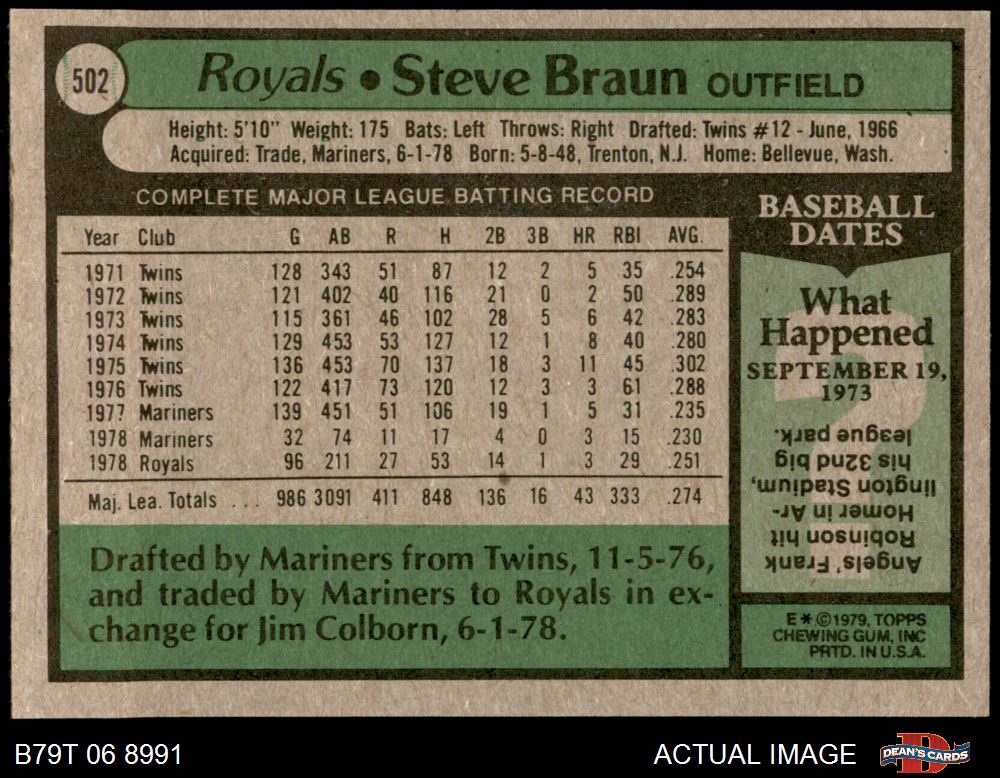 502 Royals • Steve Braun OUTFIELD
Height: 5'10" Weight: 175 Bats: Left Throws: Right Drafted: Twins #12 - June, 1966
Acquired: Trade, Mariners, 6-1-78 Born: 5-8-48, Trenton, N.J. Home: Bellevue, Wash.
COMPLETE MAJOR LEAGUE BATTING RECORD
Year Club G AB R H 2B 3B HR RBI AVG.
1971 Twins 128 343 51 87 12 2 5 35 .254
1972 Twins 121 402 40 116 21 0 2 50 .289
1973 Twins 115 361 46 102 28 5 6 42 .283
1974 Twins 129 453 53 127 12 1 8 40 .280
1975 Twins 136 453 70 137 18 3 11 45 .302
1976 Twins 122 417 73 120 12 3 3 61 .288
1977 Mariners 139 451 51 106 19 1 5 31 .235
1978 Mariners 32 74 11 17 4 0 3 15 .230
1978 Royals 96 211 27 53 14 1 3 29 .251
Maj. Lea. Totals . . . 986 3091 411 848 136 16 43 333 .274
Drafted by Mariners from Twins, 11-5-76,
and traded by Mariners to Royals in ex-
change for Jim Colborn, 6-1-78.
BASEBALL
DATES
What
Happened
SEPTEMBER 19,
1973
Angels' Frank
Robinson hit
Homer in Ar-
lington Stadium,
his 32nd big
league park.
E * © 1979, TOPPS
CHEWING GUM, INC
PRTD. IN U.S.A.
B79T 06 8991
ACTUAL IMAGE
DEAN'S CARDS